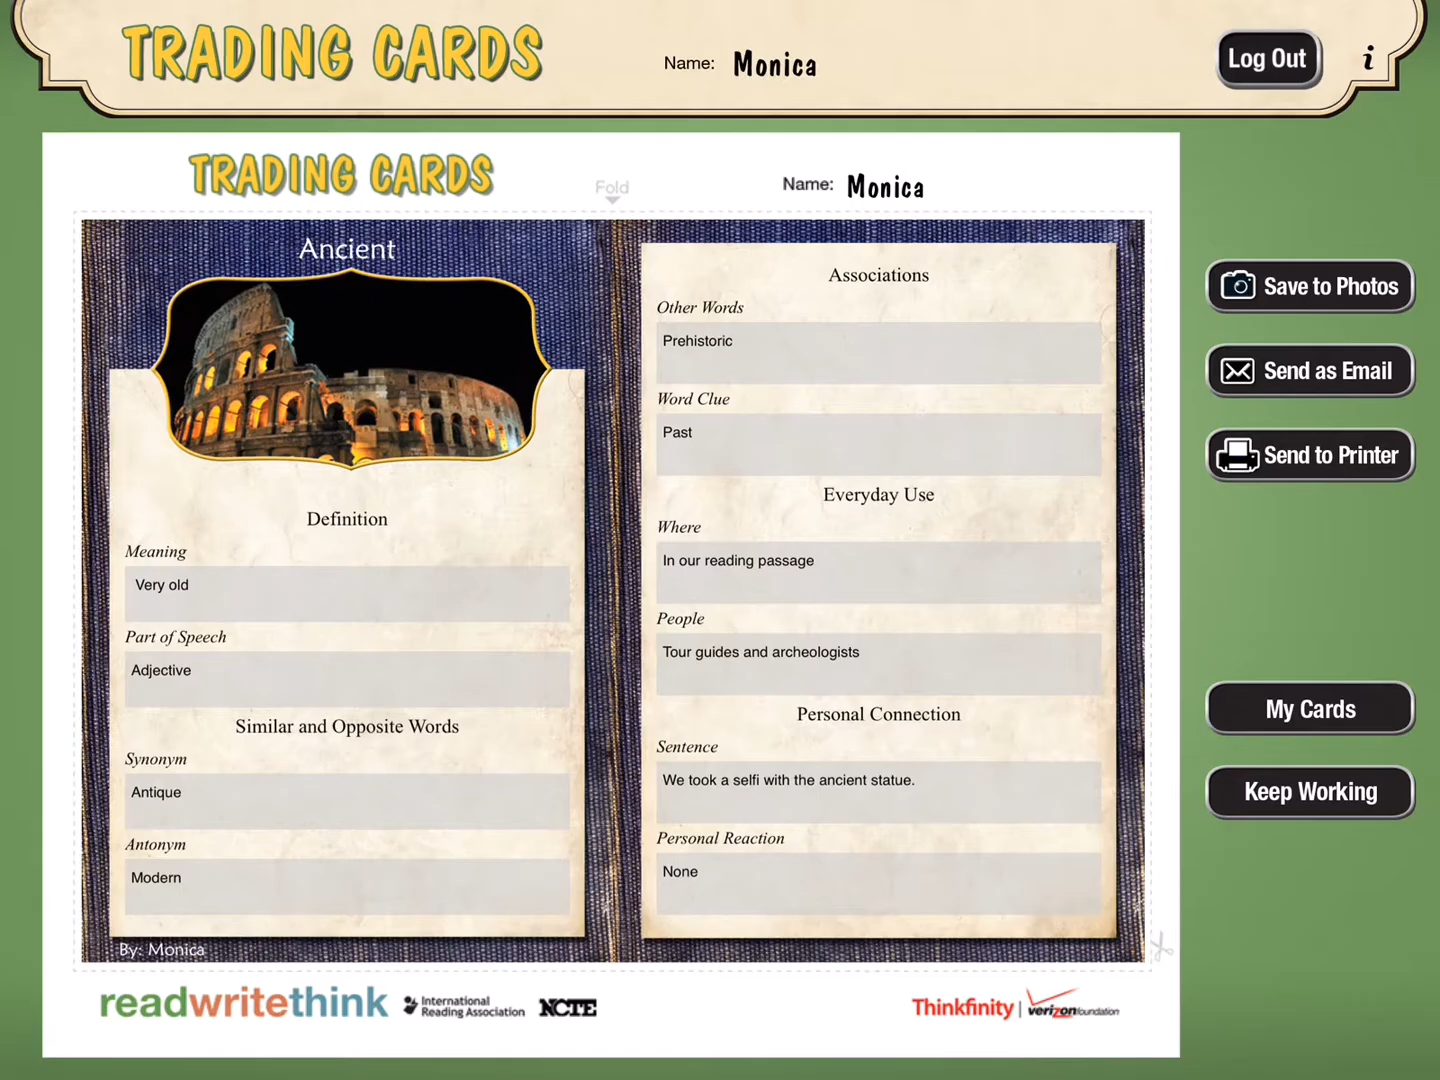 TRADING CARDS
Name: Monica
Log Out
i
TRADING CARDS
Fold
Name: Monica
Ancient
Definition
Meaning
Very old
Part of Speech
Adjective
Similar and Opposite Words
Synonym
Antique
Antonym
Modern
By: Monica
Associations
Other Words
Prehistoric
Word Clue
Past
Everyday Use
Where
In our reading passage
People
Tour guides and archeologists
Personal Connection
Sentence
We took a selfi with the ancient statue.
Personal Reaction
None
Save to Photos
Send as Email
Send to Printer
My Cards
Keep Working
readwritethink
International
Reading Association
NCTE
Thinkfinity
verizonfoundation